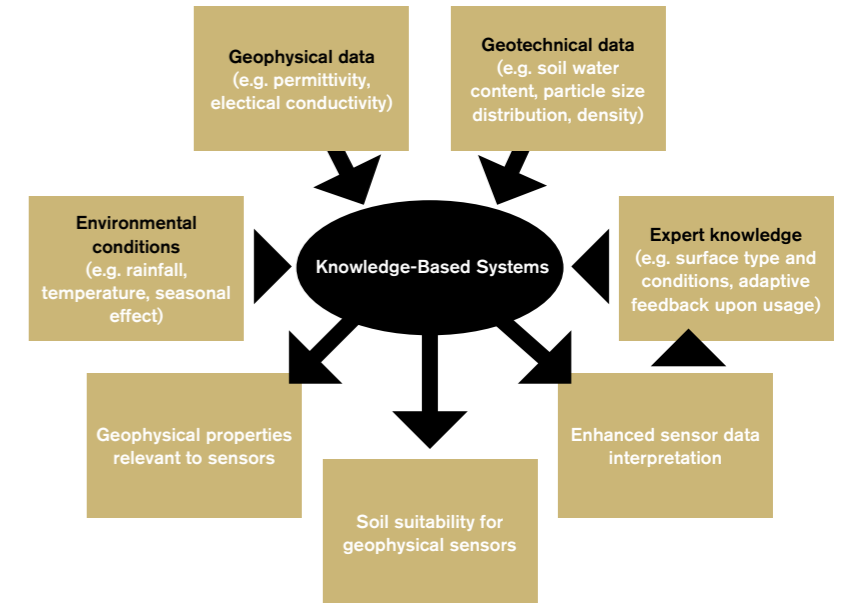 Geophysical data
(e.g. permittivity,
electical conductivity)
Geotechnical data
(e.g. soil water
content, particle size
distribution, density)
Environmental
conditions
(e.g. rainfall,
temperature, seasonal
effect)
Knowledge-Based Systems
Expert knowledge
(e.g. surface type and
conditions, adaptive
feedback upon usage)
Geophysical properties
relevant to sensors
Soil suitability for
geophysical sensors
Enhanced sensor data
interpretation